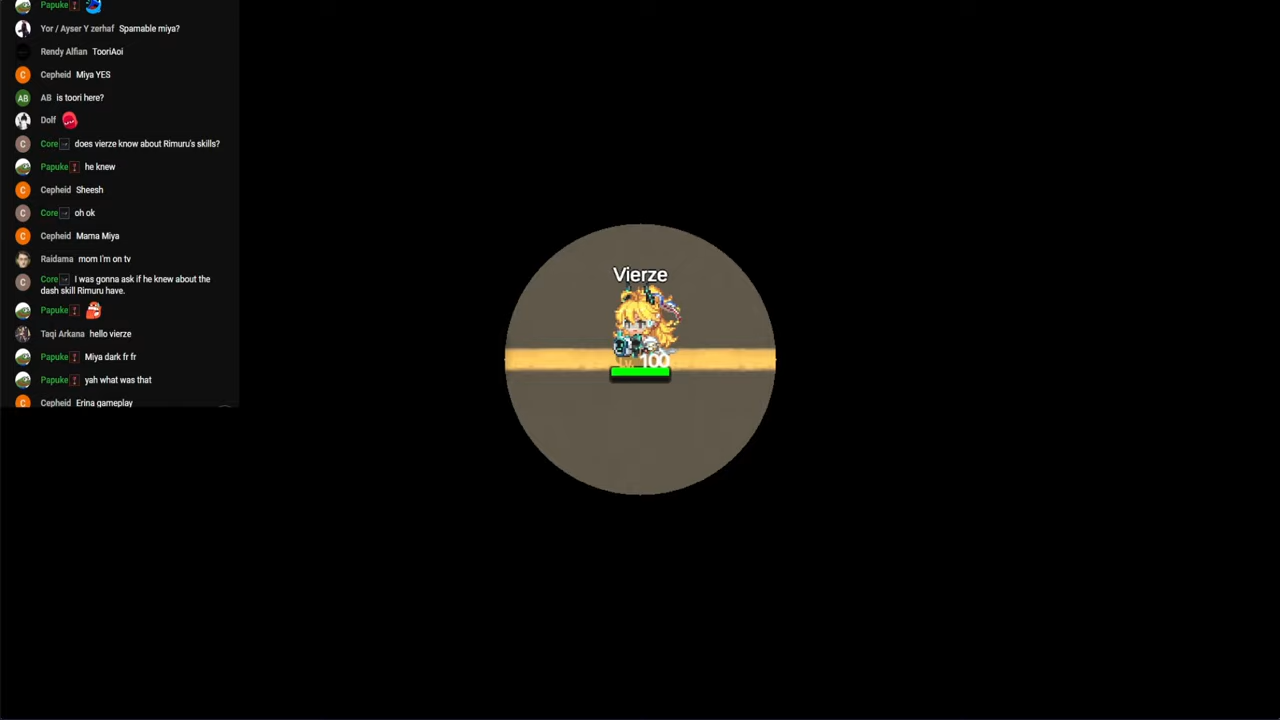 Papuke
Yor / Ayser Y zerhaf Spamable miya?
Rendy Alfian TooriAoi
C Cepheid Miya YES
AB AB is toori here?
Dolf
C Core does vierze know about Rimuru's skills?
Papuke he knew
C Cepheid Sheesh
C Core oh ok
C Cepheid Mama Miya
Raidama mom I'm on tv
C Core I was gonna ask if he knew about the
dash skill Rimuru have.
Papuke
Taqi Arkana hello vierze
Papuke Miya dark fr fr
Papuke yah what was that
C Cepheid Erina gameplay
Vierze
100